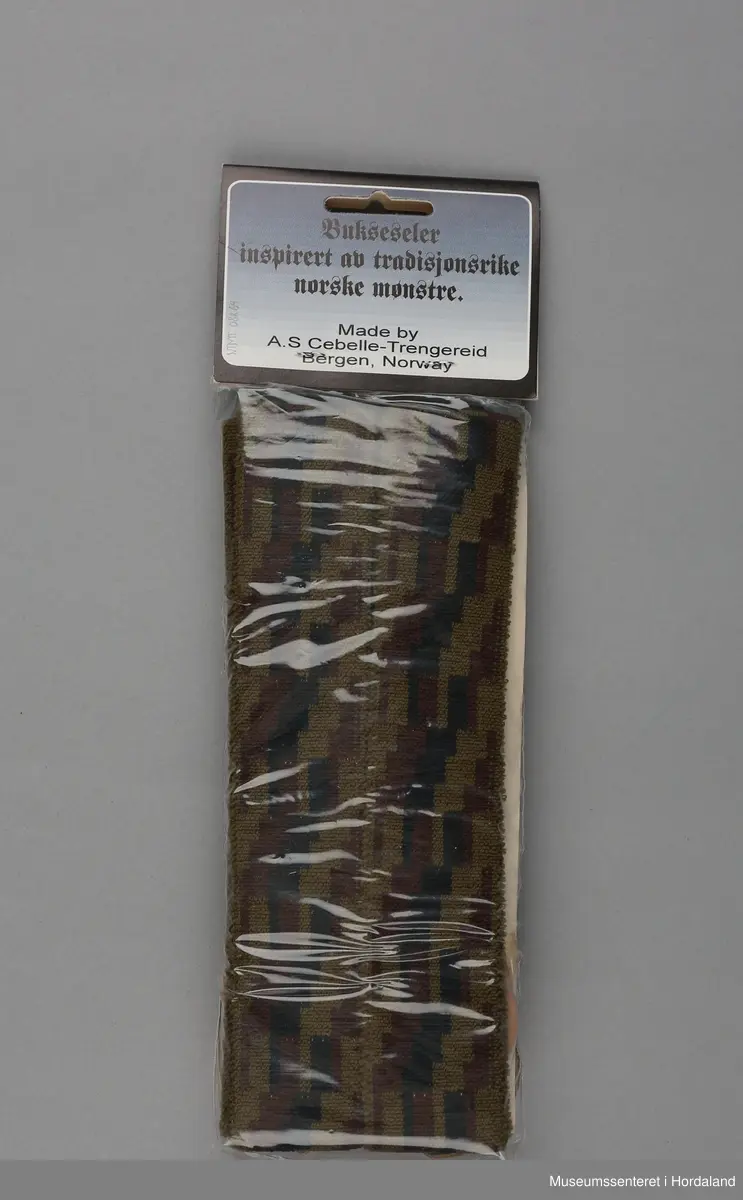 Bukseseler
inspirert av tradisjonsrike
norske mønstre.
Made by
A.S Cebelle-Trengereid
Bergen, Norway
Museumssenteret i Hordaland